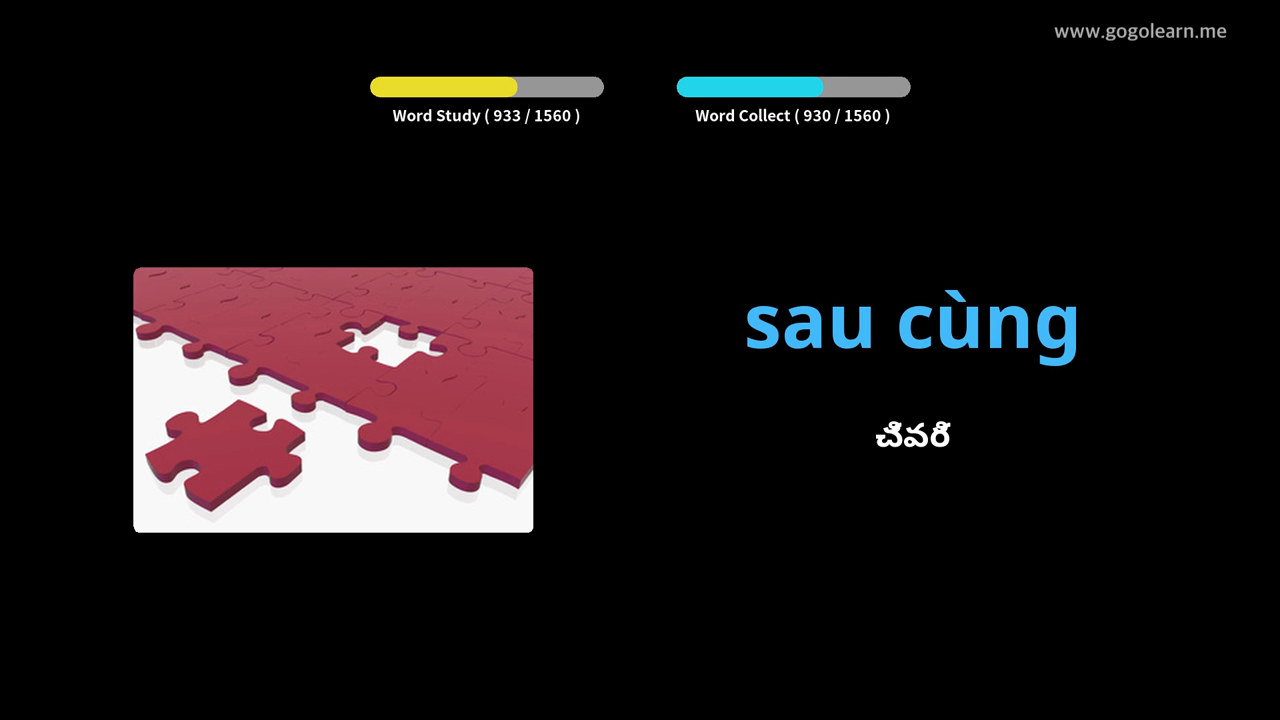 www.gogolearn.me
Word Study ( 933 / 1560 )
Word Collect ( 930 / 1560 )
sau cùng
చివరి